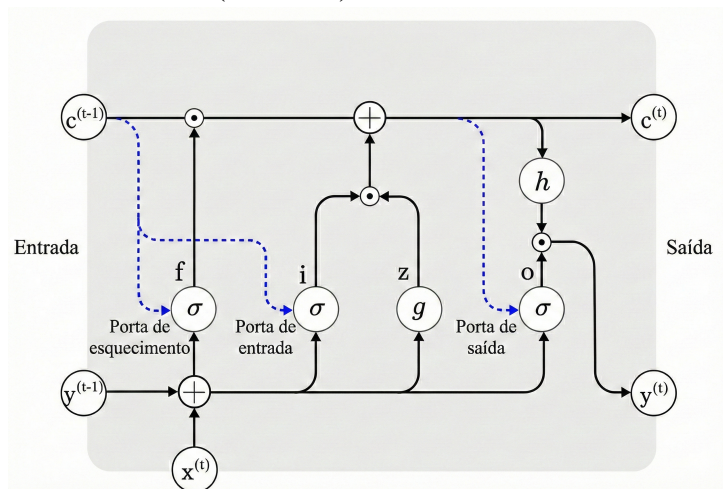 c^(t-1)
c^(t)
h
Entrada
Saída
f
i
z
o
σ
σ
g
σ
Porta de
esquecimento
Porta de
entrada
Porta de
saída
y^(t-1)
y^(t)
x^(t)